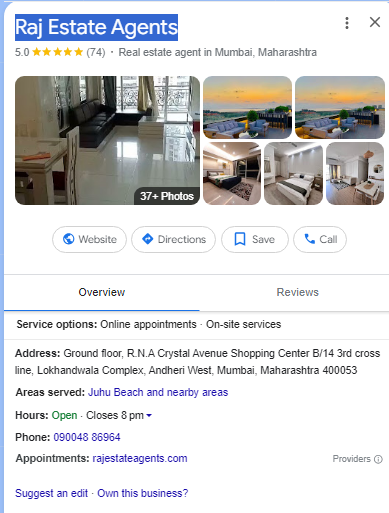 Raj Estate Agents
5.0 ★★★★★ (74) · Real estate agent in Mumbai, Maharashtra
37+ Photos
Website Directions Save Call
Overview Reviews
Service options: Online appointments · On-site services
Address: Ground floor, R.N.A Crystal Avenue Shopping Center B/14 3rd cross
line, Lokhandwala Complex, Andheri West, Mumbai, Maharashtra 400053
Areas served: Juhu Beach and nearby areas
Hours: Open · Closes 8 pm
Phone: 090048 86964
Appointments: rajestateagents.com Providers
Suggest an edit · Own this business?